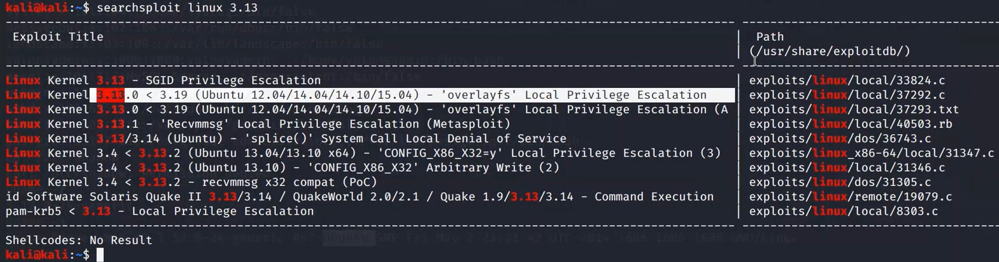 kali@kali:~$ searchsploit linux 3.13
Exploit Title | Path
| (/usr/share/exploitdb/)
Linux Kernel 3.13 - SGID Privilege Escalation | exploits/linux/local/33824.c
Linux Kernel 3.13.0 < 3.19 (Ubuntu 12.04/14.04/14.10/15.04) - 'overlayfs' Local Privilege Escalation | exploits/linux/local/37292.c
Linux Kernel 3.13.0 < 3.19 (Ubuntu 12.04/14.04/14.10/15.04) - 'overlayfs' Local Privilege Escalation (A | exploits/linux/local/37293.txt
Linux Kernel 3.13.1 - 'Recvmmsg' Local Privilege Escalation (Metasploit) | exploits/linux/local/40503.rb
Linux Kernel 3.13/3.14 (Ubuntu) - 'splice()' System Call Local Denial of Service | exploits/linux/dos/36743.c
Linux Kernel 3.4 < 3.13.2 (Ubuntu 13.04/13.10 x64) - 'CONFIG_X86_X32=y' Local Privilege Escalation (3) | exploits/linux_x86-64/local/31347.c
Linux Kernel 3.4 < 3.13.2 (Ubuntu 13.10) - 'CONFIG_X86_X32' Arbitrary Write (2) | exploits/linux/local/31346.c
Linux Kernel 3.4 < 3.13.2 - recvmmsg x32 compat (PoC) | exploits/linux/dos/31305.c
id Software Solaris Quake II 3.13/3.14 / QuakeWorld 2.0/2.1 / Quake 1.9/3.13/3.14 - Command Execution | exploits/linux/remote/19079.c
pam-krb5 < 3.13 - Local Privilege Escalation | exploits/linux/local/8303.c
Shellcodes: No Result
kali@kali:~$